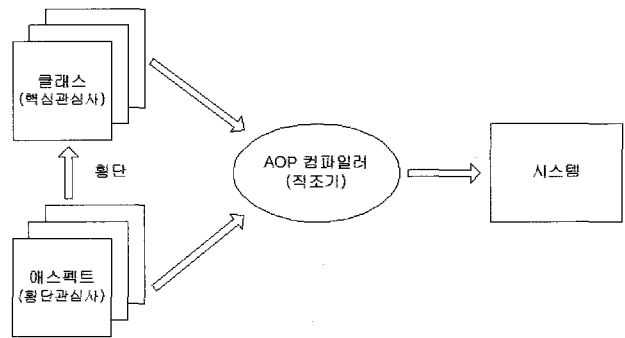 클래스
(핵심관심사)
횡단
애스펙트
(횡단관심사)
AOP 컴파일러
(직조기)
시스템